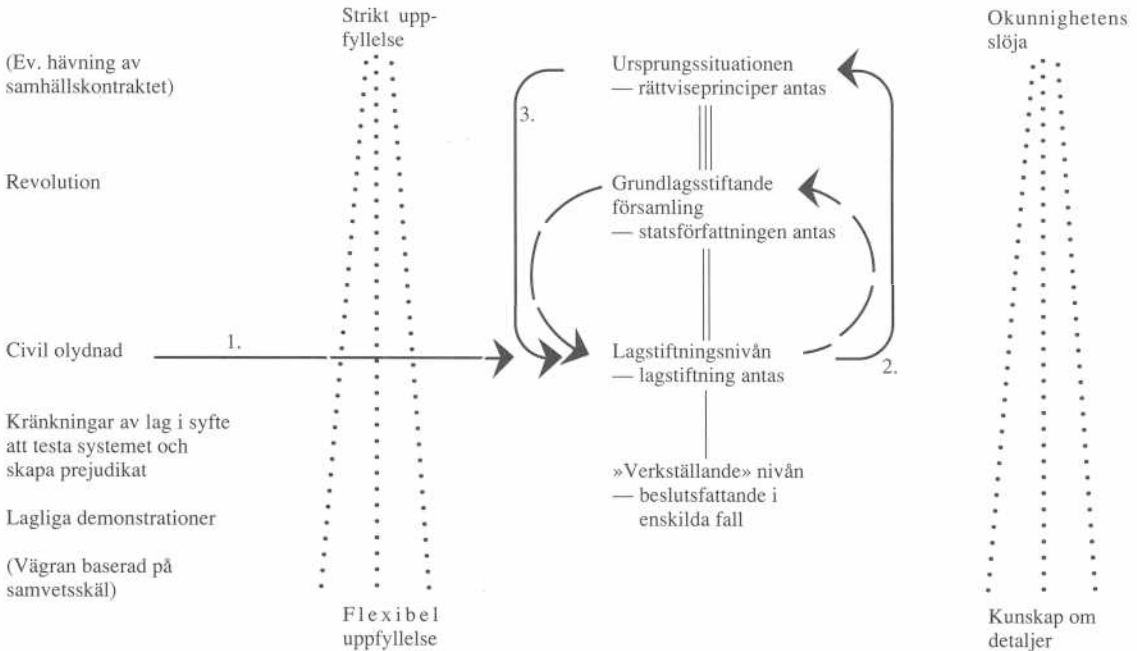 Strikt upp-
fyllelse
Okunnighetens
slöja
(Ev. hävning av
samhällskontraktet)
Ursprungssituationen
— rättviseprinciper antas
3.
Revolution
Grundlagsstiftande
församling
— statsförfattningen antas
Civil olydnad
1.
Lagstiftningsnivån
— lagstiftning antas
2.
Kränkningar av lag i syfte
att testa systemet och
skapa prejudikat
»Verkställande» nivån
— beslutsfattande i
enskilda fall
Lagliga demonstrationer
(Vägran baserad på
samvetsskäl)
Flexibel
uppfyllelse
Kunskap om
detaljer